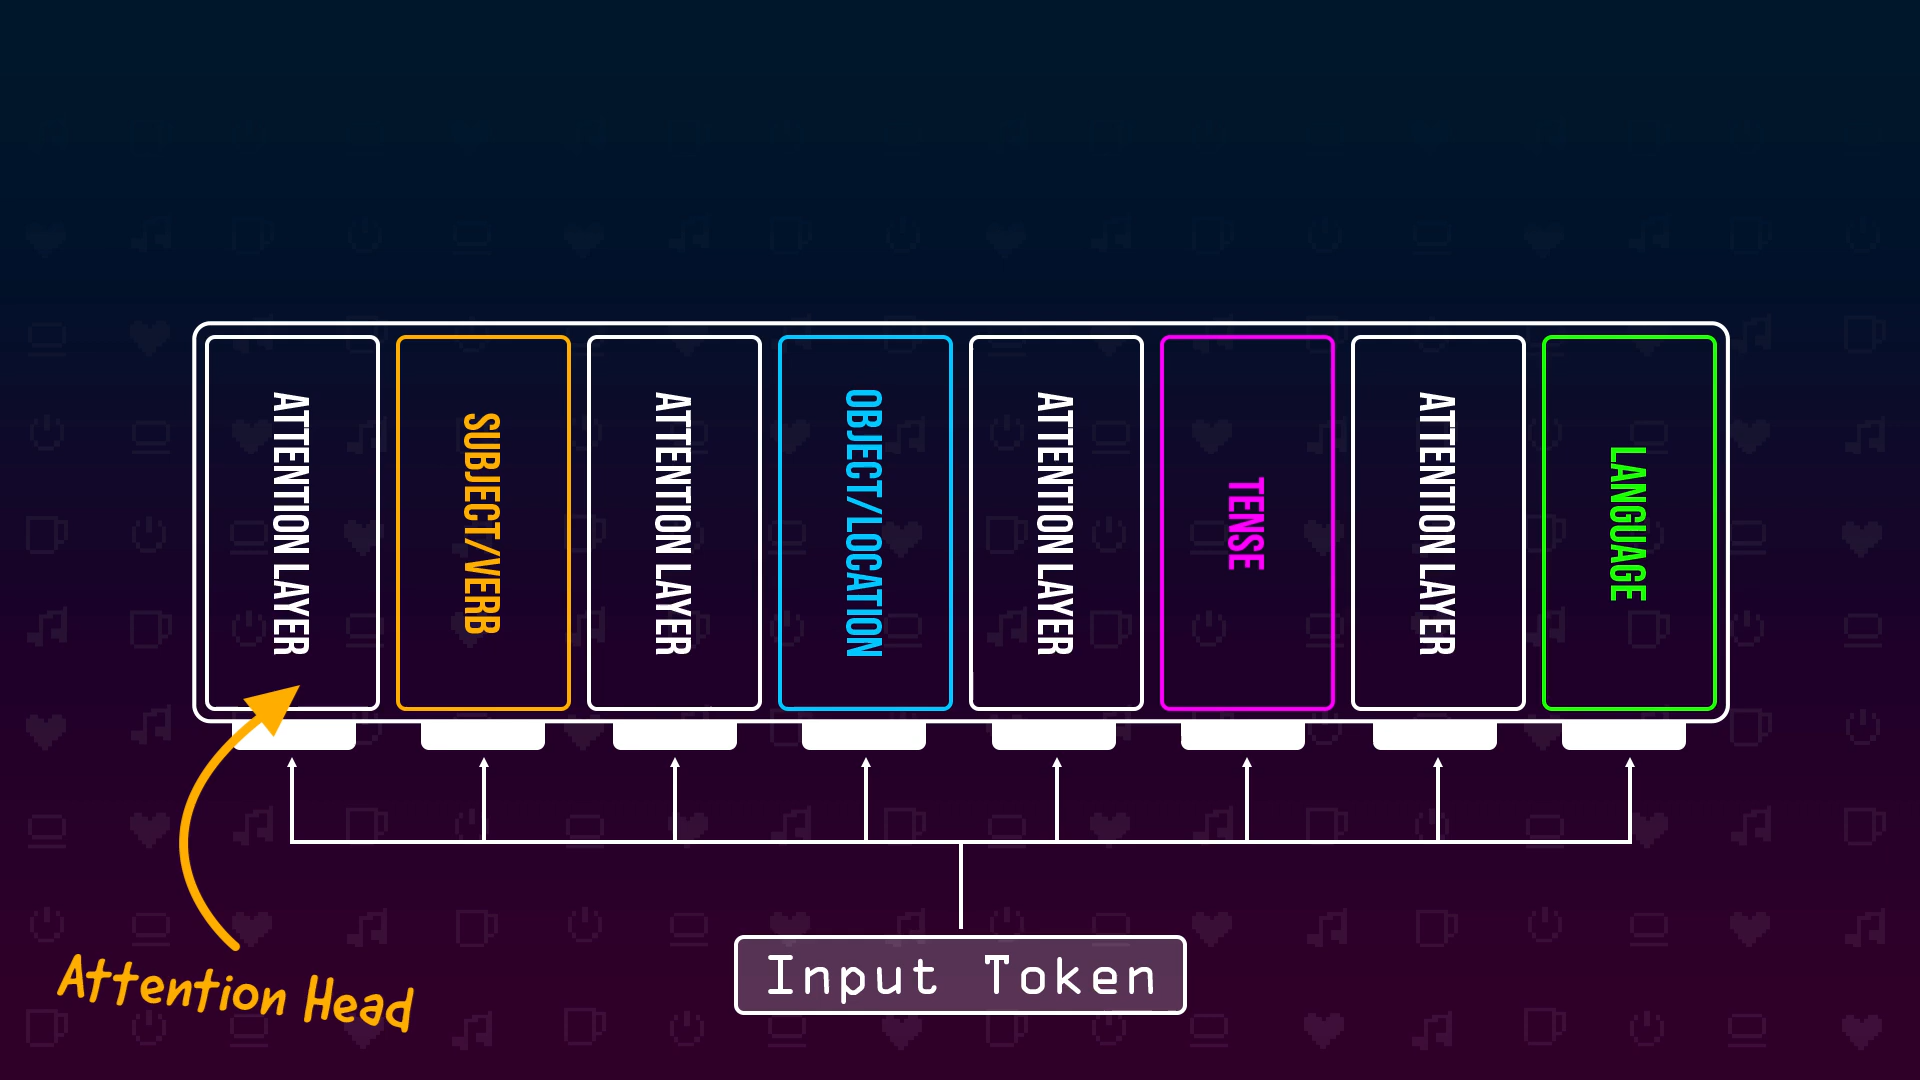 ATTENTION LAYER
SUBJECT/VERB
ATTENTION LAYER
OBJECT/LOCATION
ATTENTION LAYER
TENSE
ATTENTION LAYER
LANGUAGE
Input Token
Attention Head